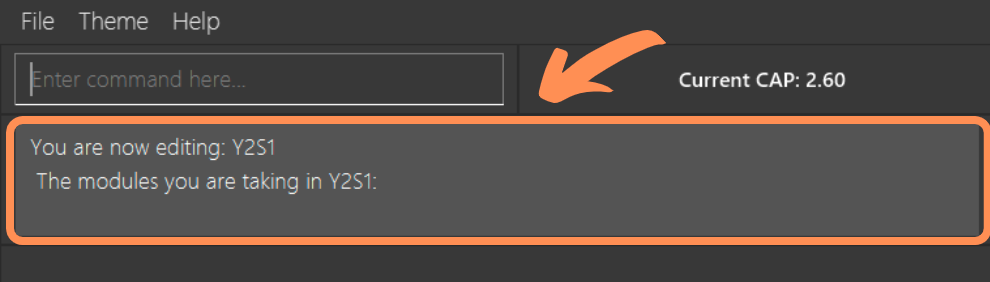 File Theme Help
Enter command here...
Current CAP: 2.60
You are now editing: Y2S1
The modules you are taking in Y2S1: